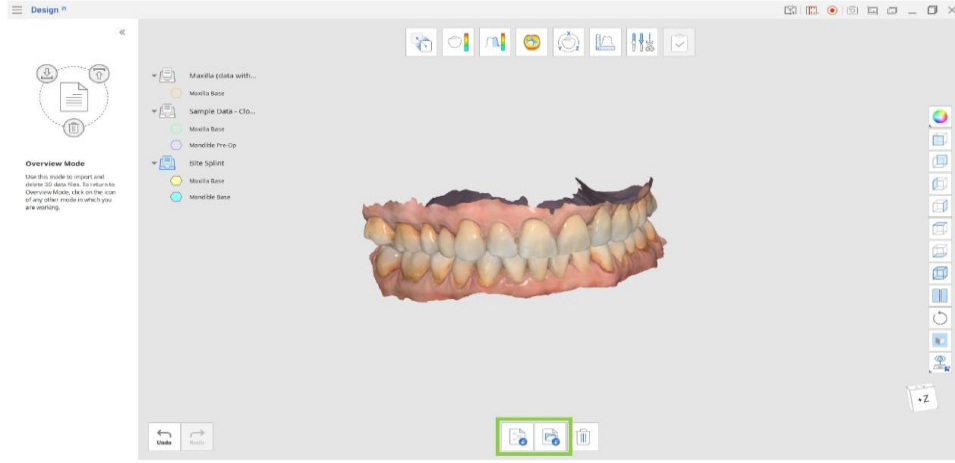 Design
Overview Mode
Use this mode to import and
delete 3D data files. To return to
Overview Mode, click on the icon
of any other mode in which you
are working.
Maxilla (data with...
Maxilla Base
Sample Data - Clo...
Maxilla Base
Mandible Pre-Op
Bite Splint
Maxilla Base
Mandible Base
+Z
Undo
Redo